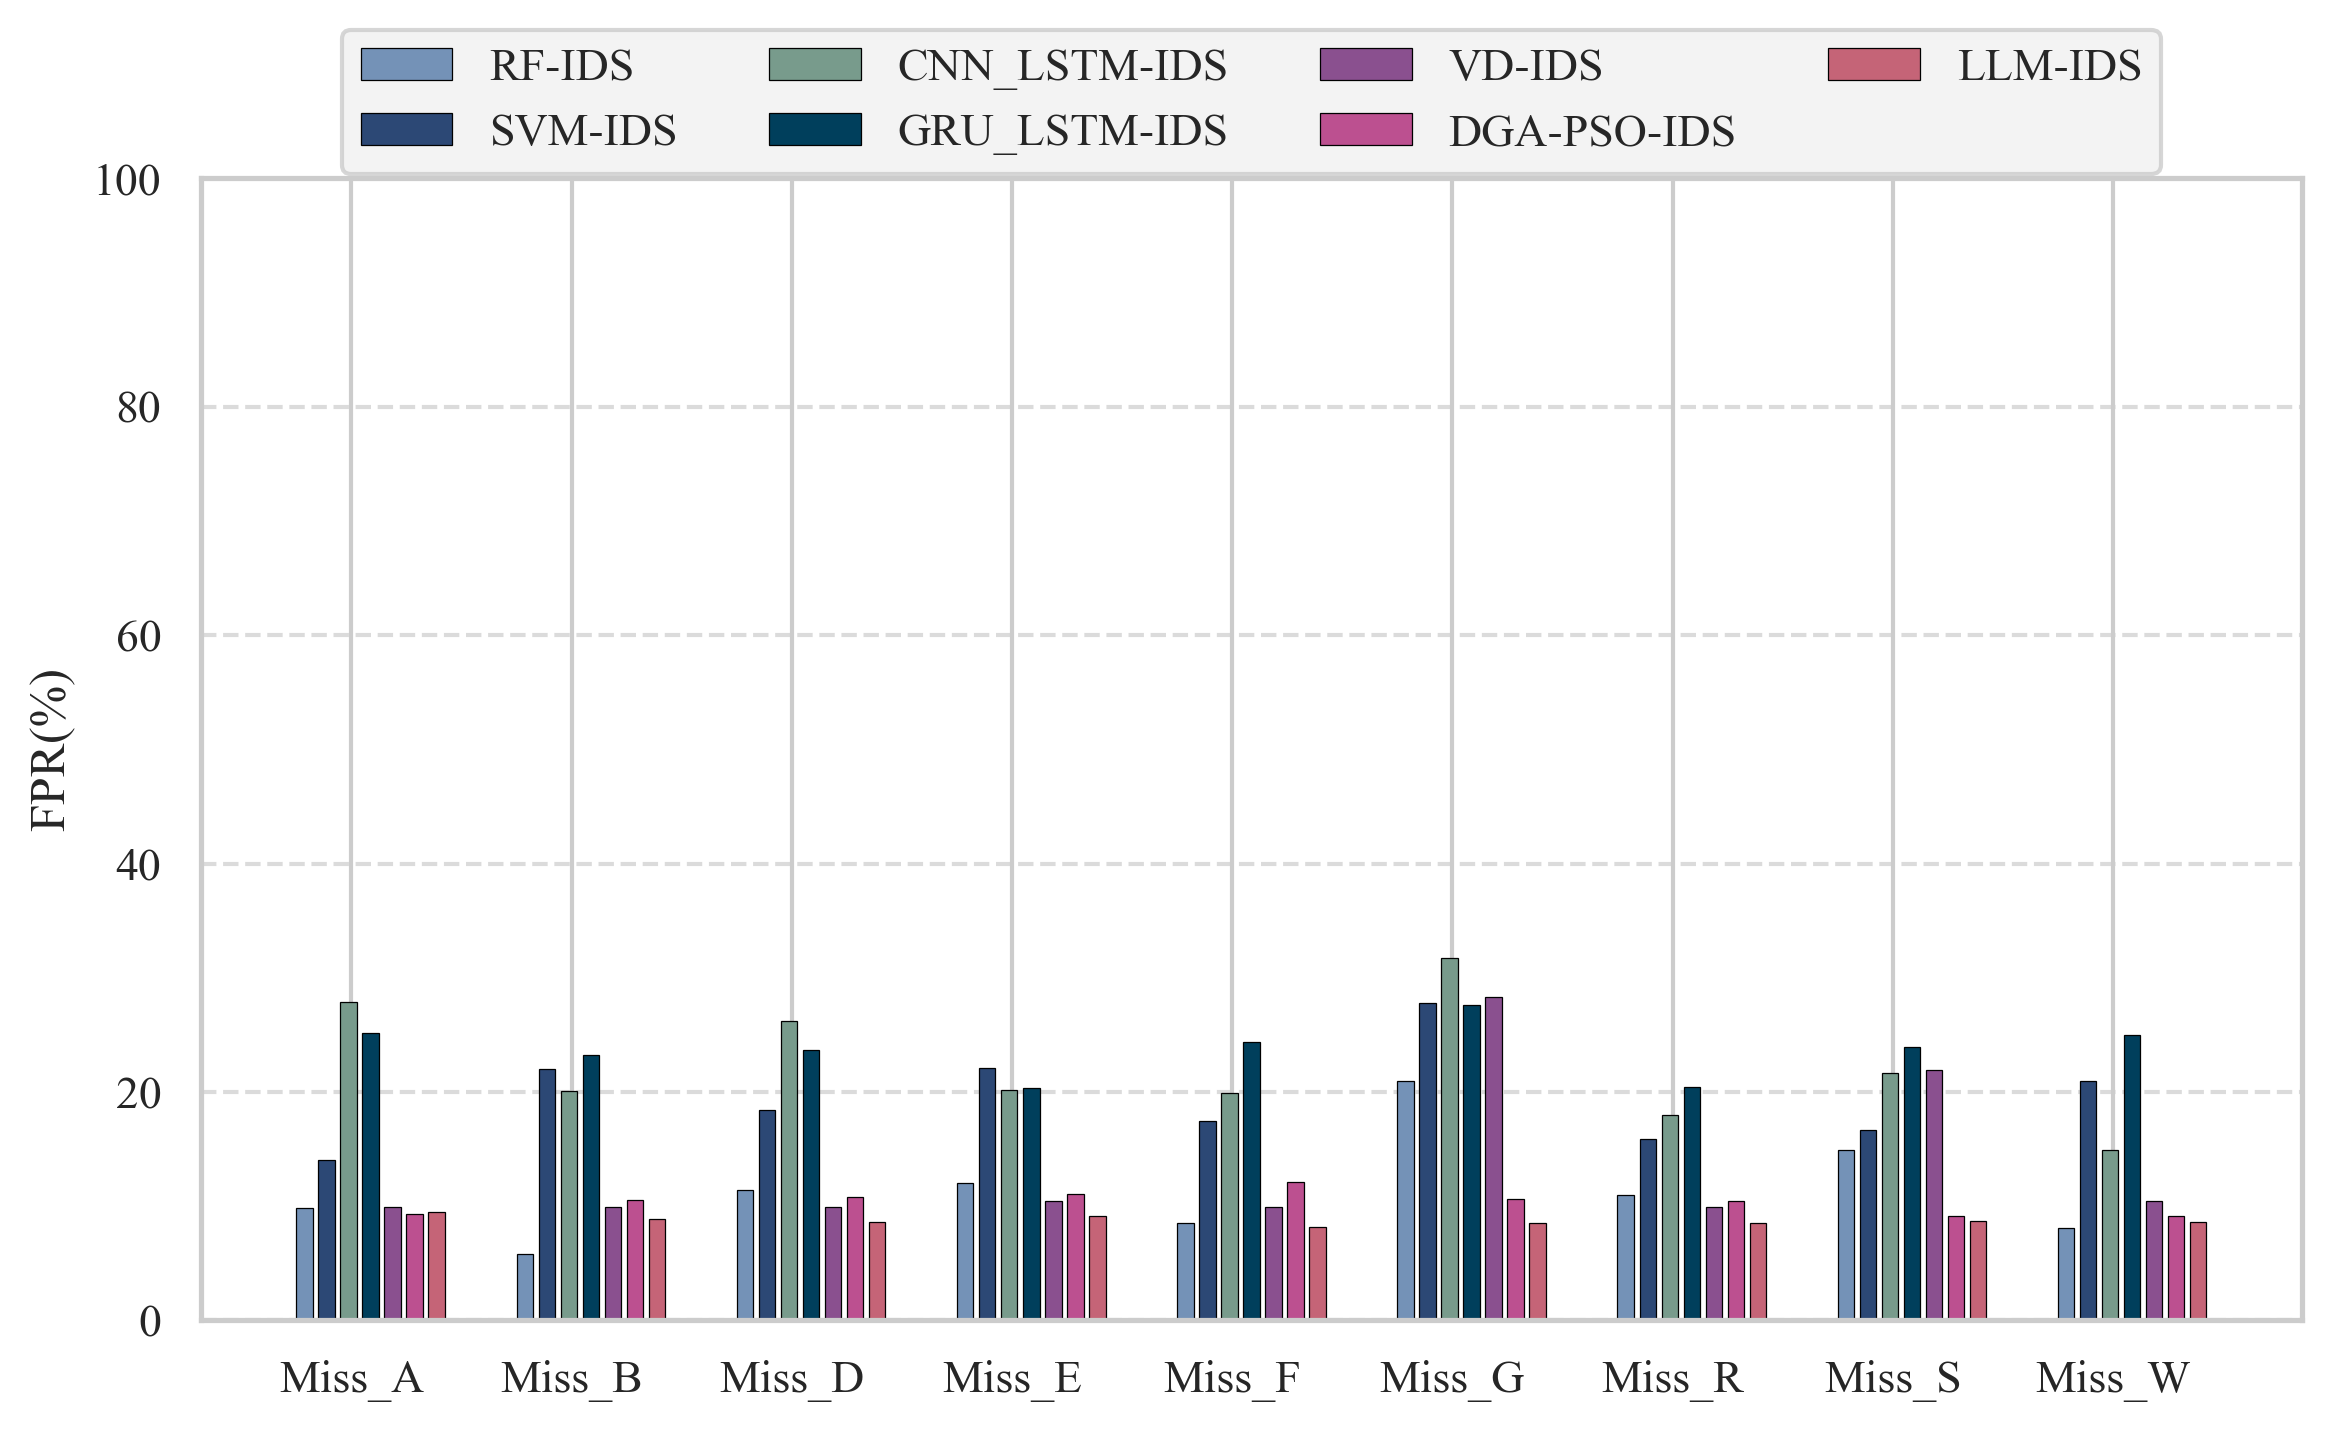 RF-IDS CNN_LSTM-IDS VD-IDS LLM-IDS
SVM-IDS GRU_LSTM-IDS DGA-PSO-IDS
100
80
60
40
20
0
FPR(%)
Miss_A Miss_B Miss_D Miss_E Miss_F Miss_G Miss_R Miss_S Miss_W